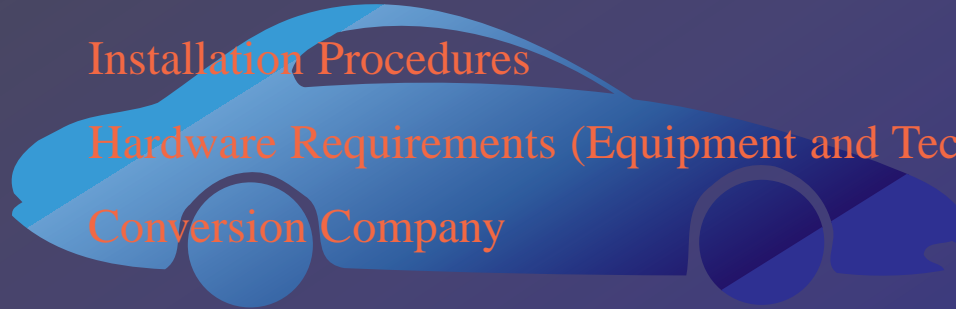 Installation Procedures
Hardware Requirements (Equipment and Tec
Conversion Company